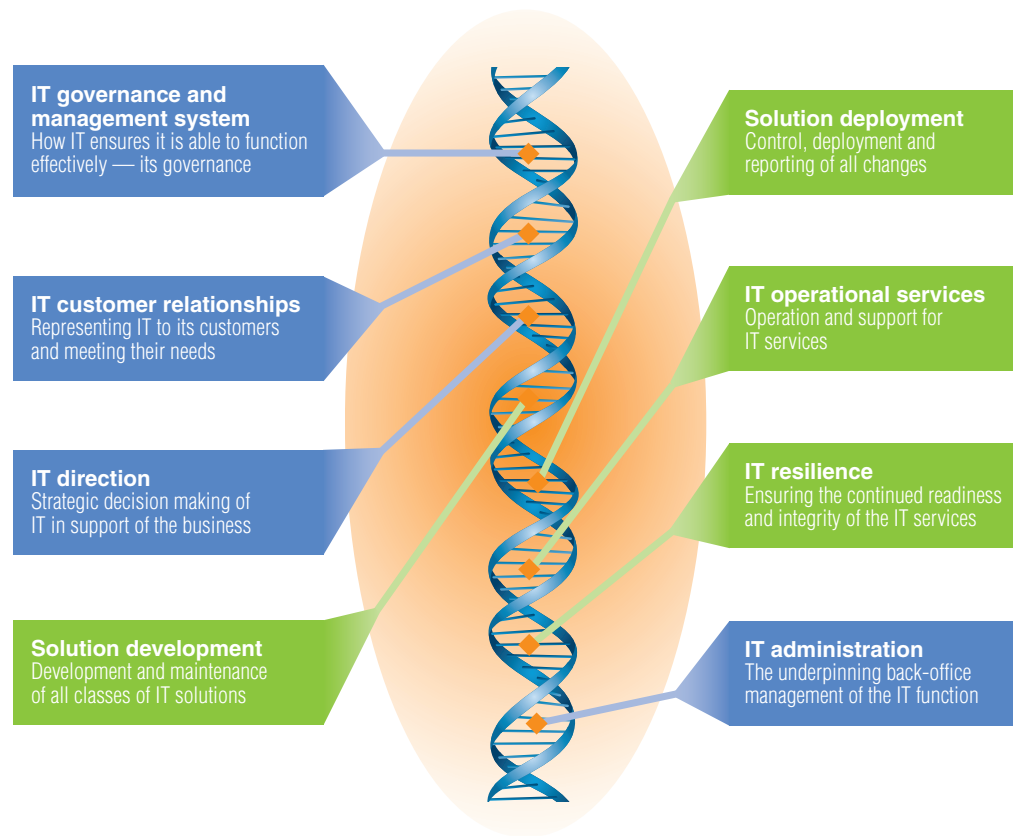 IT governance and
management system
How IT ensures it is able to function
effectively — its governance
IT customer relationships
Representing IT to its customers
and meeting their needs
IT direction
Strategic decision making of
IT in support of the business
Solution development
Development and maintenance
of all classes of IT solutions
Solution deployment
Control, deployment and
reporting of all changes
IT operational services
Operation and support for
IT services
IT resilience
Ensuring the continued readiness
and integrity of the IT services
IT administration
The underpinning back-office
management of the IT function